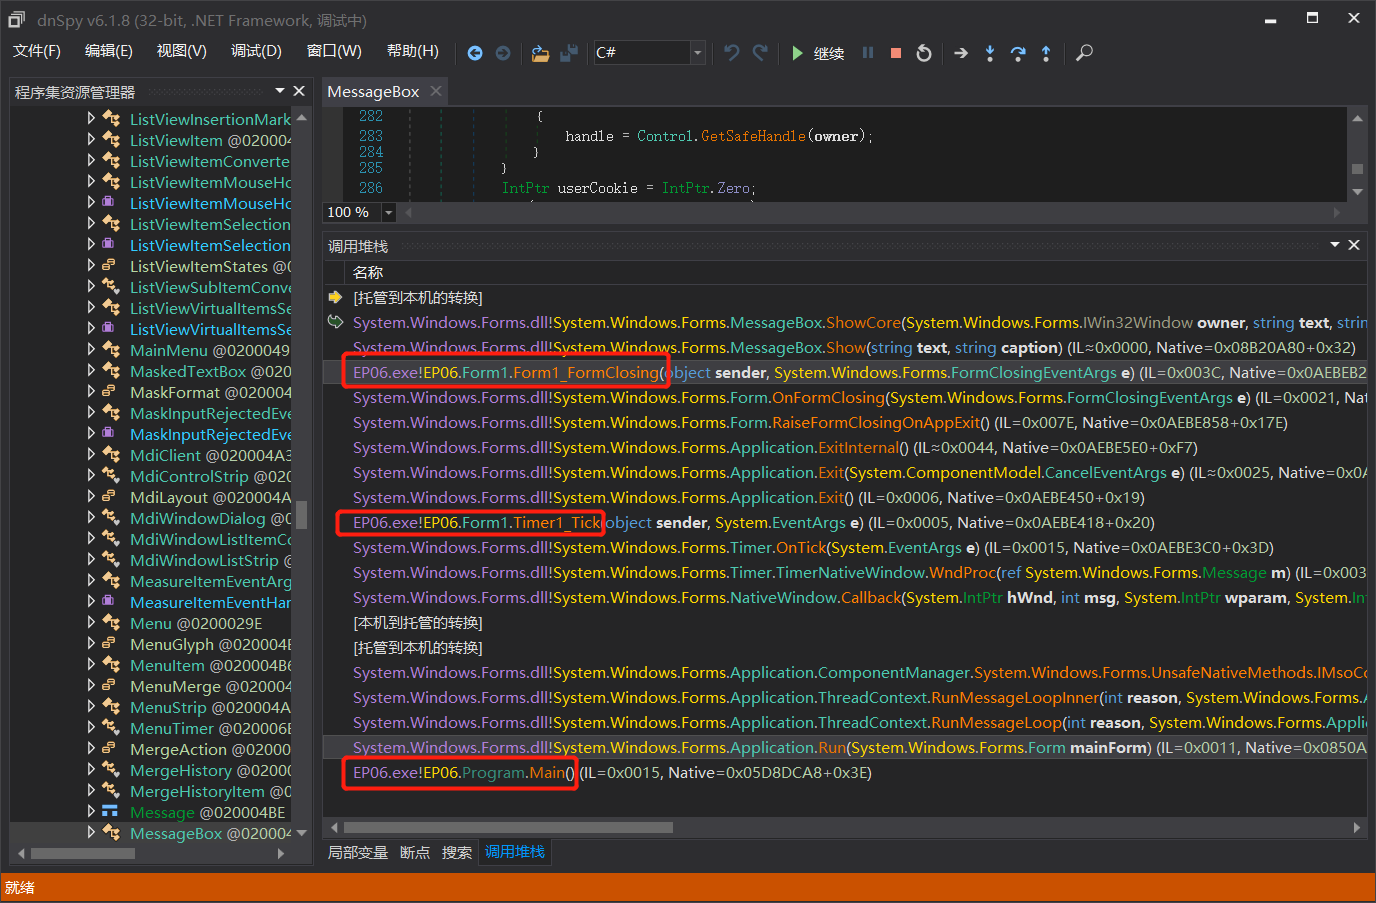 dnSpy v6.1.8 (32-bit, .NET Framework, 调试中)
文件(F) 编辑(E) 视图(V) 调试(D) 窗口(W) 帮助(H) C# 继续
程序集资源管理器
ListViewInsertionMark
ListViewItem @020004
ListViewItemConverte
ListViewItemMouseHo
ListViewItemMouseHo
ListViewItemSelection
ListViewItemSelection
ListViewItemStates @0
ListViewSubItemConve
ListViewVirtualItemsSe
ListViewVirtualItemsSe
MainMenu @0200049
MaskedTextBox @020
MaskFormat @020004
MaskInputRejectedEve
MaskInputRejectedEve
MdiClient @020004A3
MdiControlStrip @020
MdiLayout @020004A
MdiWindowDialog @0
MdiWindowListItemCo
MdiWindowListStrip @
MeasureItemEventArg
MeasureItemEventHar
Menu @0200029E
MenuGlyph @020004E
MenuItem @020004B6
MenuMerge @020004
MenuStrip @020004A
MenuTimer @020006E
MergeAction @02000
MergeHistory @02000
MergeHistoryItem @0
Message @020004BE
MessageBox @020004
MessageBox
282 {
283 handle = Control.GetSafeHandle(owner);
284 }
285 }
286 IntPtr userCookie = IntPtr.Zero;
100 %
调用堆栈
名称
[托管到本机的转换]
System.Windows.Forms.dll!System.Windows.Forms.MessageBox.ShowCore(System.Windows.Forms.IWin32Window owner, string text, strin
System.Windows.Forms.dll!System.Windows.Forms.MessageBox.Show(string text, string caption) (IL≈0x0000, Native=0x08B20A80+0x32)
EP06.exe!EP06.Form1.Form1_FormClosing(object sender, System.Windows.Forms.FormClosingEventArgs e) (IL=0x003C, Native=0x0AEBEB2
System.Windows.Forms.dll!System.Windows.Forms.Form.OnFormClosing(System.Windows.Forms.FormClosingEventArgs e) (IL=0x0021, Nat
System.Windows.Forms.dll!System.Windows.Forms.Form.RaiseFormClosingOnAppExit() (IL=0x007E, Native=0x0AEBE858+0x17E)
System.Windows.Forms.dll!System.Windows.Forms.Application.ExitInternal() (IL≈0x0044, Native=0x0AEBE5E0+0xF7)
System.Windows.Forms.dll!System.Windows.Forms.Application.Exit(System.ComponentModel.CancelEventArgs e) (IL≈0x0025, Native=0x0A
System.Windows.Forms.dll!System.Windows.Forms.Application.Exit() (IL=0x0006, Native=0x0AEBE450+0x19)
EP06.exe!EP06.Form1.Timer1_Tick(object sender, System.EventArgs e) (IL=0x0005, Native=0x0AEBE418+0x20)
System.Windows.Forms.dll!System.Windows.Forms.Timer.OnTick(System.EventArgs e) (IL=0x0015, Native=0x0AEBE3C0+0x3D)
System.Windows.Forms.dll!System.Windows.Forms.Timer.TimerNativeWindow.WndProc(ref System.Windows.Forms.Message m) (IL=0x003
System.Windows.Forms.dll!System.Windows.Forms.NativeWindow.Callback(System.IntPtr hWnd, int msg, System.IntPtr wparam, System.In
[本机到托管的转换]
[托管到本机的转换]
System.Windows.Forms.dll!System.Windows.Forms.Application.ComponentManager.System.Windows.Forms.UnsafeNativeMethods.IMsoCo
System.Windows.Forms.dll!System.Windows.Forms.Application.ThreadContext.RunMessageLoopInner(int reason, System.Windows.Forms.A
System.Windows.Forms.dll!System.Windows.Forms.Application.ThreadContext.RunMessageLoop(int reason, System.Windows.Forms.Applic
System.Windows.Forms.dll!System.Windows.Forms.Application.Run(System.Windows.Forms.Form mainForm) (IL=0x0011, Native=0x0850A
EP06.exe!EP06.Program.Main() (IL=0x0015, Native=0x05D8DCA8+0x3E)
局部变量 断点 搜索 调用堆栈
就绪